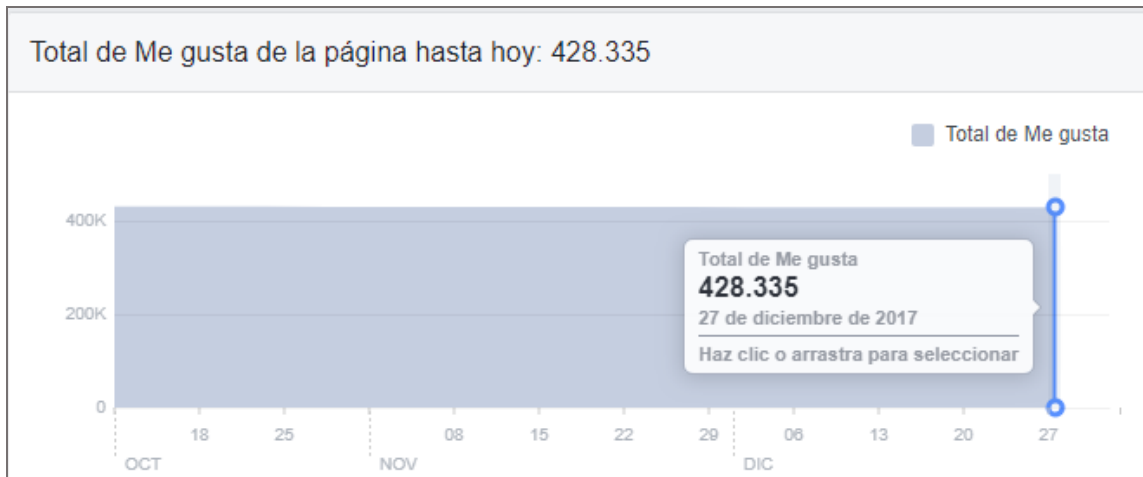 Total de Me gusta de la página hasta hoy: 428.335
Total de Me gusta
400K
200K
0
Total de Me gusta
428.335
27 de diciembre de 2017
Haz clic o arrastra para seleccionar
18 25 08 15 22 29 06 13 20 27
OCT NOV DIC